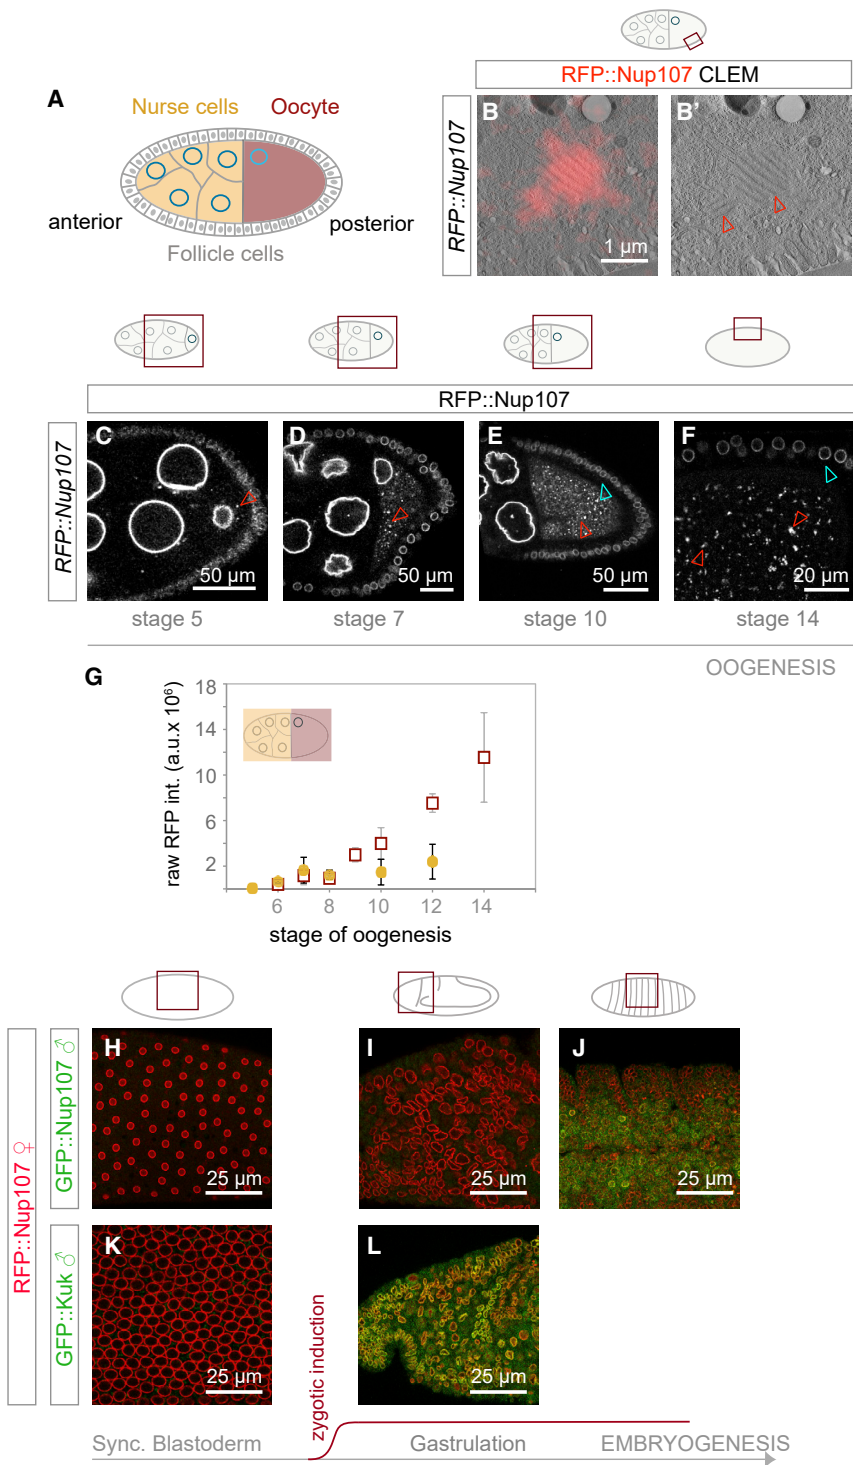 A
Nurse cells
Oocyte
anterior
posterior
Follicle cells
RFP::Nup107 CLEM
RFP::Nup107
B
1 µm
B'
RFP::Nup107
RFP::Nup107
C
50 µm
D
50 µm
E
50 µm
F
20 µm
stage 5
stage 7
stage 10
stage 14
OOGENESIS
G
raw RFP int. (a.u.x 10⁶)
18
14
10
6
2
6
8
10
12
14
stage of oogenesis
RFP::Nup107 ♀
GFP::Nup107 ♂
H
25 µm
I
25 µm
J
25 µm
GFP::Kuk ♂
K
25 µm
L
25 µm
zygotic induction
Sync. Blastoderm
Gastrulation
EMBRYOGENESIS